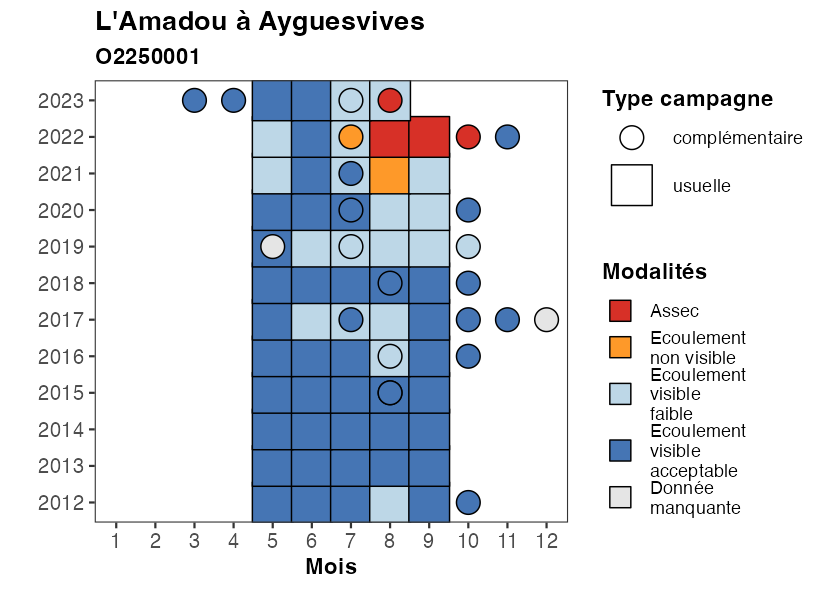 L'Amadou à Ayguesvives
O2250001
2023
2022
2021
2020
2019
2018
2017
2016
2015
2014
2013
2012
1 2 3 4 5 6 7 8 9 10 11 12
Mois
Type campagne
complémentaire
usuelle
Modalités
Assec
Ecoulement
non visible
Ecoulement
visible
faible
Ecoulement
visible
acceptable
Donnée
manquante